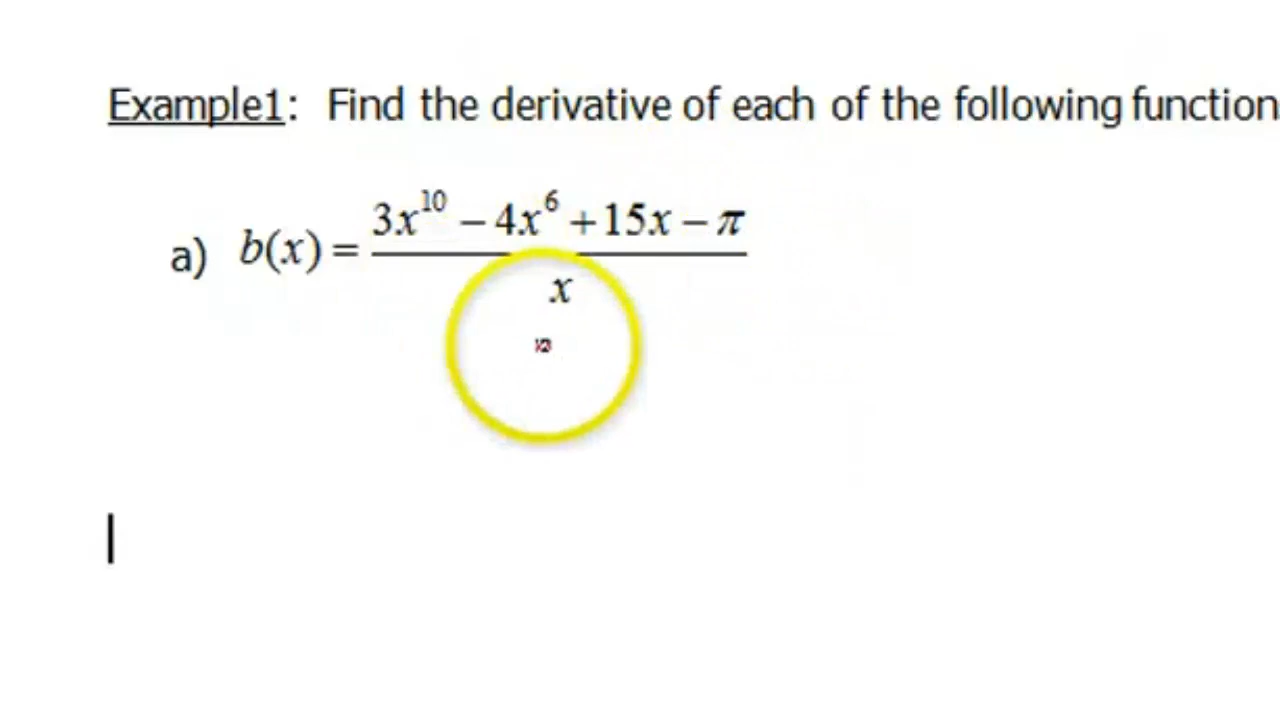 Example1: Find the derivative of each of the following function
a) b(x) = (3x^10 − 4x^6 + 15x − π) / x